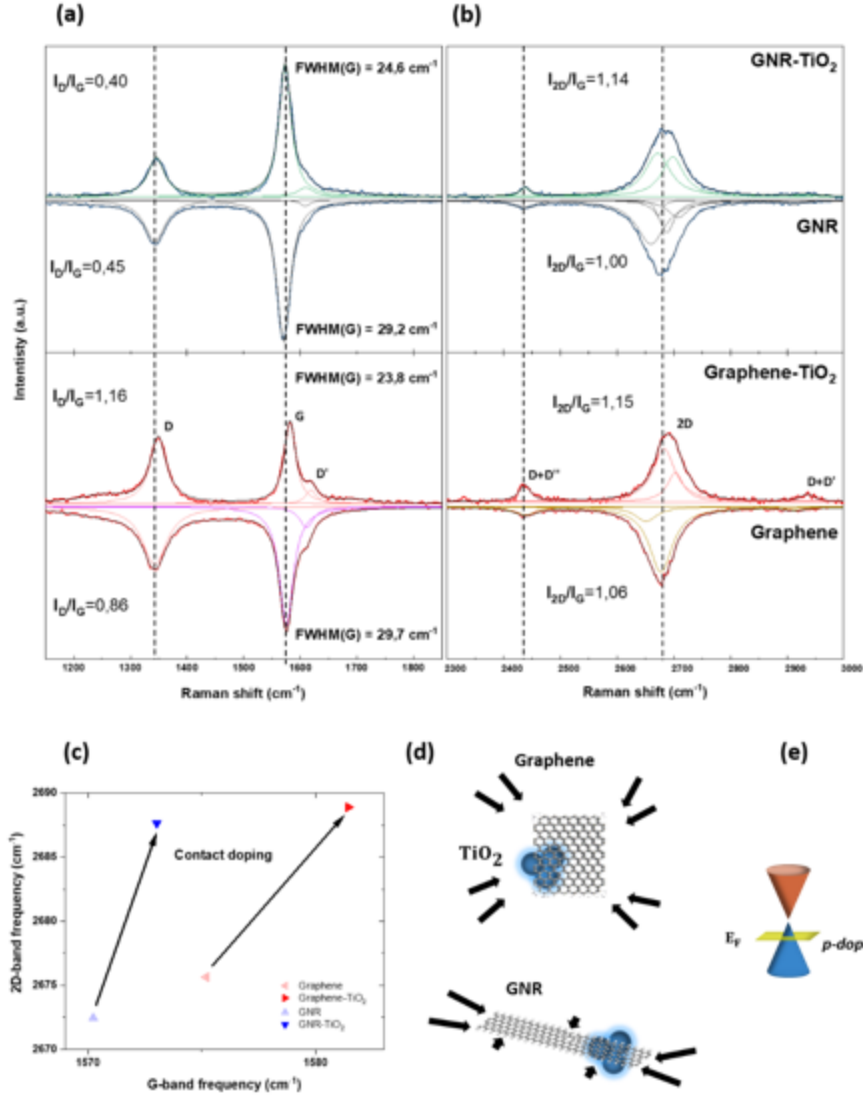 (a)
(b)
I_D/I_G=0,40
FWHM(G) = 24,6 cm⁻¹
I_2D/I_G=1,14
GNR-TiO₂
I_D/I_G=0,45
FWHM(G) = 29,2 cm⁻¹
I_2D/I_G=1,00
GNR
Intentisty (a.u.)
I_D/I_G=1,16
FWHM(G) = 23,8 cm⁻¹
D
G
D'
I_2D/I_G=1,15
Graphene-TiO₂
2D
D+D''
D+D'
I_D/I_G=0,86
FWHM(G) = 29,7 cm⁻¹
I_2D/I_G=1,06
Graphene
1200 1300 1400 1500 1600 1700 1800
Raman shift (cm⁻¹)
2300 2400 2500 2600 2700 2800 2900 3000
Raman shift (cm⁻¹)
(c)
(d)
(e)
2690
2685
2680
2675
2670
2D-band frequency (cm⁻¹)
Contact doping
Graphene
Graphene-TiO₂
GNR
GNR-TiO₂
1570 1580
G-band frequency (cm⁻¹)
Graphene
TiO₂
GNR
E_F
p-dop